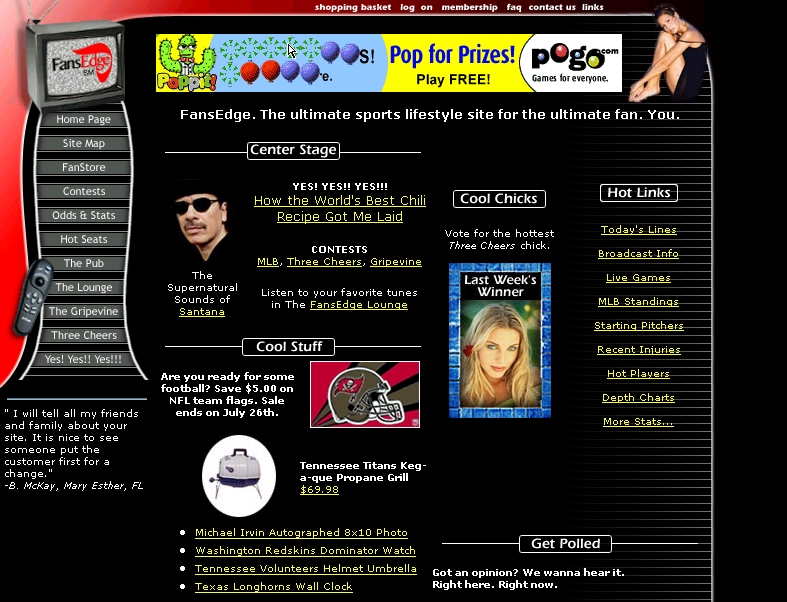 shopping basket log on membership faq contact us links
FansEdge
SM
Poppit!
S!
re.
Pop for Prizes!
Play FREE!
pogo.com
Games for everyone.
FansEdge. The ultimate sports lifestyle site for the ultimate fan. You.
Home Page
Site Map
FanStore
Contests
Odds & Stats
Hot Seats
The Pub
The Lounge
The Gripevine
Three Cheers
Yes! Yes!! Yes!!!
" I will tell all my friends
and family about your
site. It is nice to see
someone put the
customer first for a
change."
-B. McKay, Mary Esther, FL
Center Stage
The
Supernatural
Sounds of
Santana
YES! YES!! YES!!!
How the World's Best Chili
Recipe Got Me Laid
CONTESTS
MLB, Three Cheers, Gripevine
Listen to your favorite tunes
in The FansEdge Lounge
Cool Stuff
Are you ready for some
football? Save $5.00 on
NFL team flags. Sale
ends on July 26th.
Tennessee Titans Keg-
a-que Propane Grill
$69.98
Michael Irvin Autographed 8x10 Photo
Washington Redskins Dominator Watch
Tennessee Volunteers Helmet Umbrella
Texas Longhorns Wall Clock
Cool Chicks
Vote for the hottest
Three Cheers chick.
Last Week's
Winner
Hot Links
Today's Lines
Broadcast Info
Live Games
MLB Standings
Starting Pitchers
Recent Injuries
Hot Players
Depth Charts
More Stats...
Get Polled
Got an opinion? We wanna hear it.
Right here. Right now.